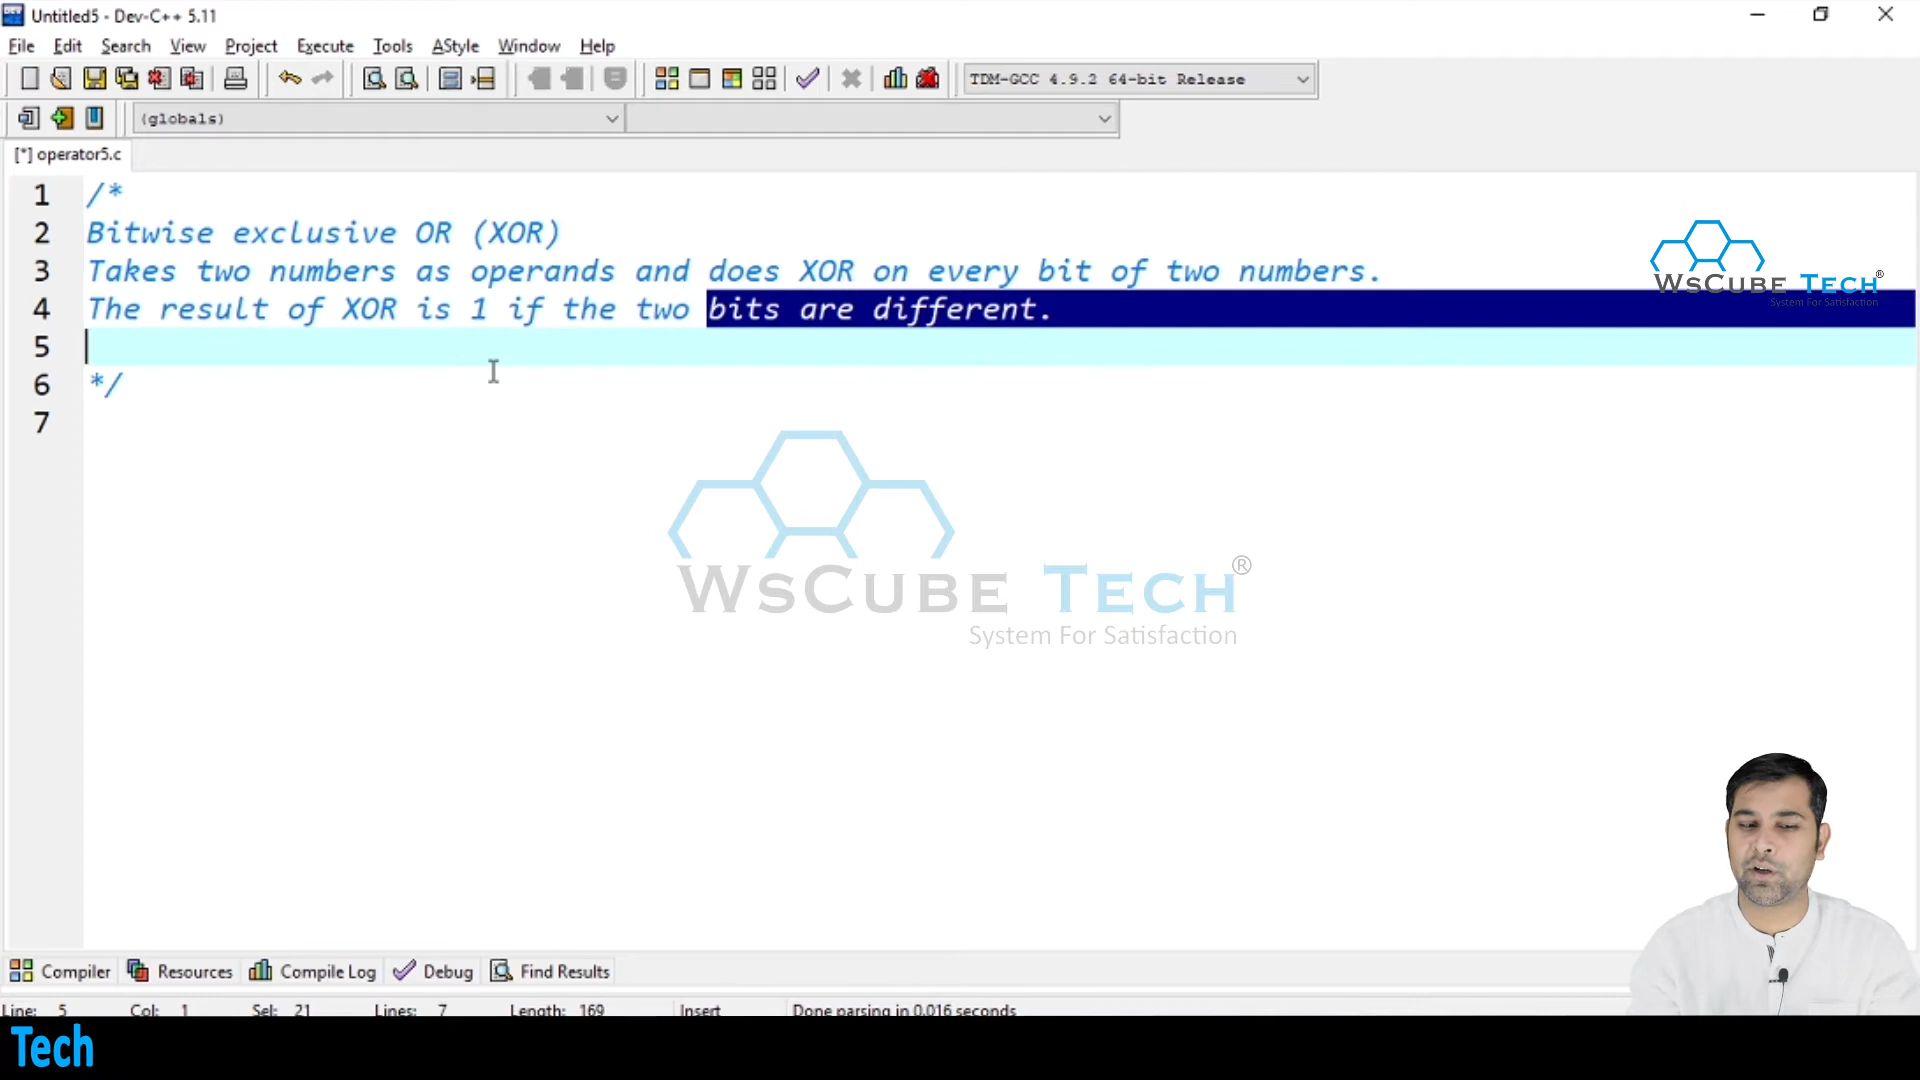 Untitled5 - Dev-C++ 5.11
File Edit Search View Project Execute Tools AStyle Window Help
TDM-GCC 4.9.2 64-bit Release
(globals)
[*] operator5.c
1 /*
2 Bitwise exclusive OR (XOR)
3 Takes two numbers as operands and does XOR on every bit of two numbers.
4 The result of XOR is 1 if the two bits are different.
5
6 */
7
WsCube Tech®
System For Satisfaction
WsCube Tech®
System For Satisfaction
Compiler Resources Compile Log Debug Find Results
Line: 5 Col: 1 Sel: 21 Lines: 7 Length: 169 Insert Done parsing in 0.016 seconds
Tech